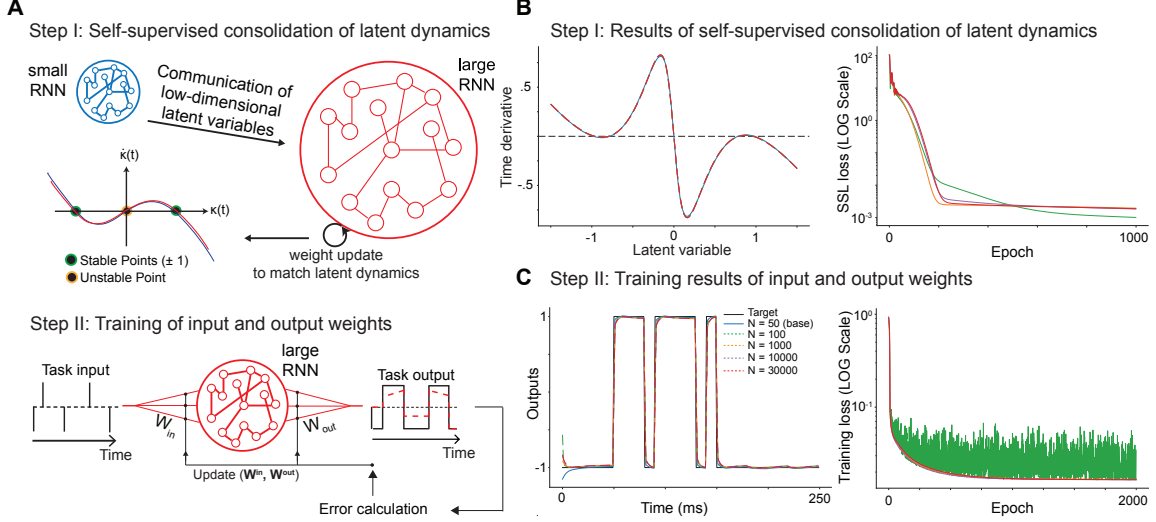 A
Step I: Self-supervised consolidation of latent dynamics
small
RNN
Communication of
low-dimensional
latent variables
large
RNN
κ̇(t)
κ(t)
Stable Points (± 1)
Unstable Point
weight update
to match latent dynamics
Step II: Training of input and output weights
large
RNN
Task input
Task output
W_in
W_out
Time
Time
Update (W^in, W^out)
Error calculation
B
Step I: Results of self-supervised consolidation of latent dynamics
Time derivative
.5
-.5
-1
0
1
Latent variable
SSL loss (LOG Scale)
10^2
10^0
10^-3
0
1000
Epoch
C
Step II: Training results of input and output weights
Outputs
1
-1
0
250
Time (ms)
Target
N = 50 (base)
N = 100
N = 1000
N = 10000
N = 30000
Training loss (LOG Scale)
10^0
10^-1
0
2000
Epoch